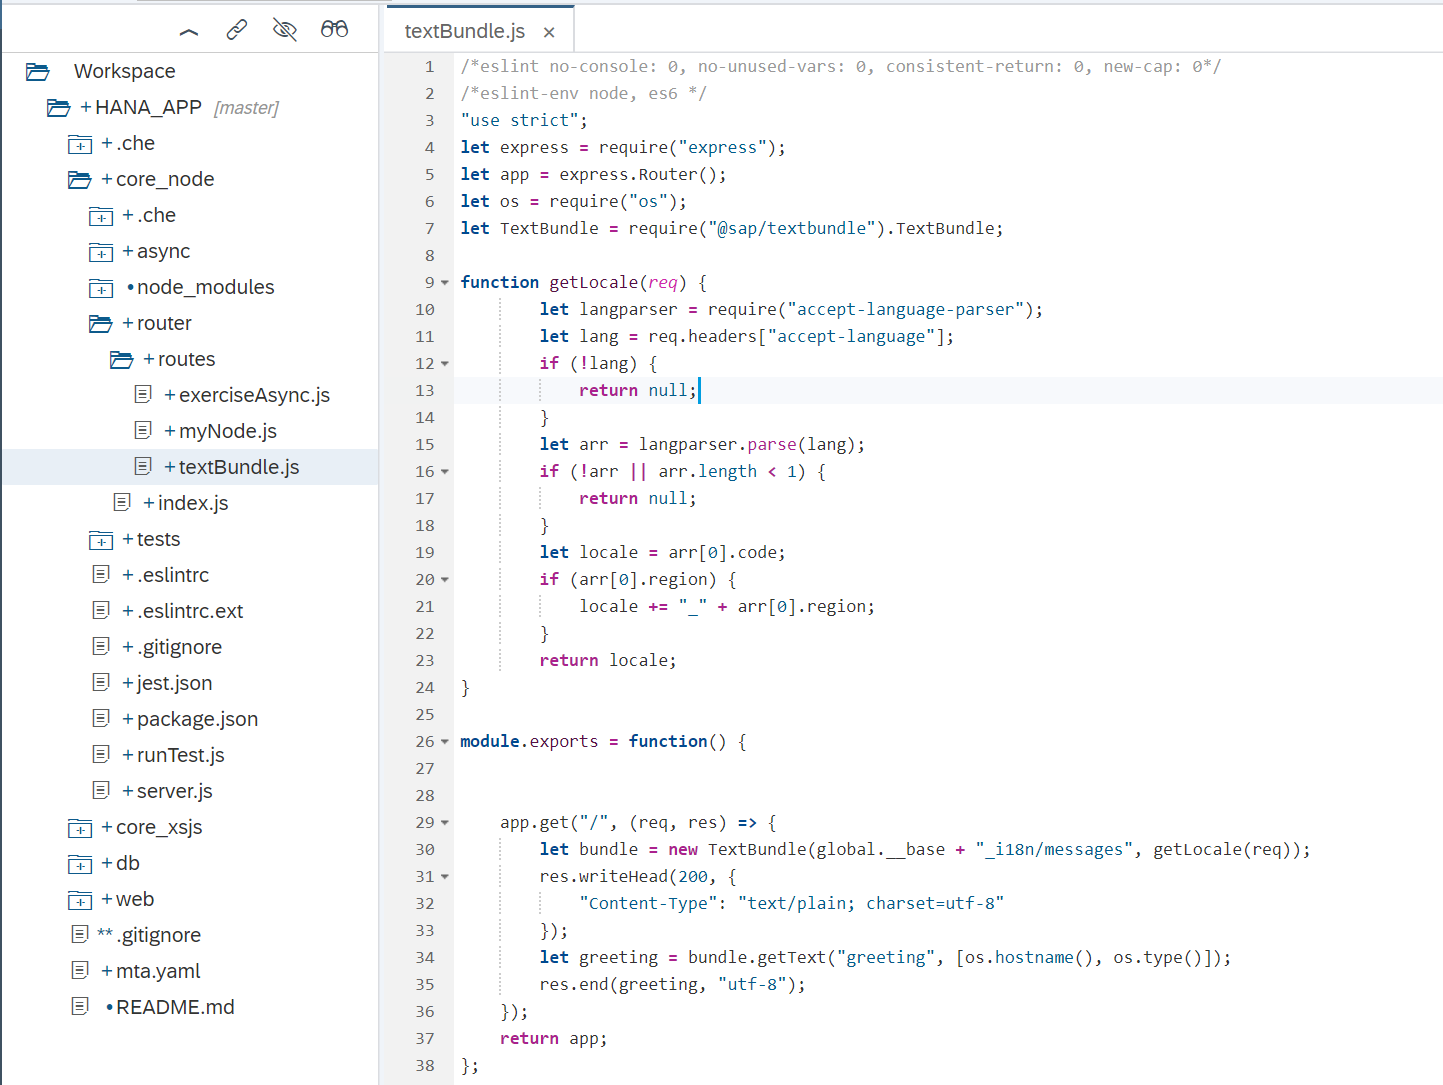 Workspace
+ HANA_APP [master]
+ .che
+ core_node
+ .che
+ async
• node_modules
+ router
+ routes
+ exerciseAsync.js
+ myNode.js
+ textBundle.js
+ index.js
+ tests
+ .eslintrc
+ .eslintrc.ext
+ .gitignore
+ jest.json
+ package.json
+ runTest.js
+ server.js
+ core_xsjs
+ db
+ web
** .gitignore
+ mta.yaml
• README.md
textBundle.js ×
1 /*eslint no-console: 0, no-unused-vars: 0, consistent-return: 0, new-cap: 0*/
2 /*eslint-env node, es6 */
3 "use strict";
4 let express = require("express");
5 let app = express.Router();
6 let os = require("os");
7 let TextBundle = require("@sap/textbundle").TextBundle;
8
9 function getLocale(req) {
10 let langparser = require("accept-language-parser");
11 let lang = req.headers["accept-language"];
12 if (!lang) {
13 return null;
14 }
15 let arr = langparser.parse(lang);
16 if (!arr || arr.length < 1) {
17 return null;
18 }
19 let locale = arr[0].code;
20 if (arr[0].region) {
21 locale += "_" + arr[0].region;
22 }
23 return locale;
24 }
25
26 module.exports = function() {
27
28
29 app.get("/", (req, res) => {
30 let bundle = new TextBundle(global.__base + "_i18n/messages", getLocale(req));
31 res.writeHead(200, {
32 "Content-Type": "text/plain; charset=utf-8"
33 });
34 let greeting = bundle.getText("greeting", [os.hostname(), os.type()]);
35 res.end(greeting, "utf-8");
36 });
37 return app;
38 };